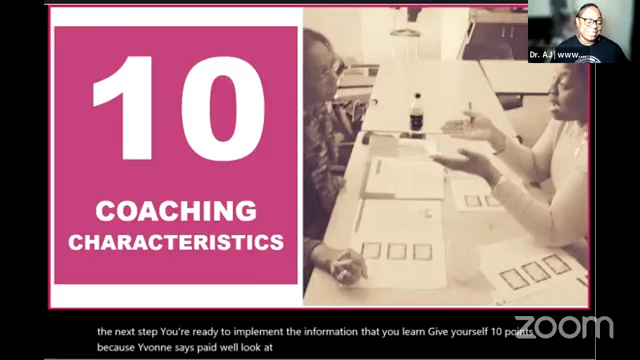 Dr. AJ | www....
10
COACHING
CHARACTERISTICS
the next step You're ready to implement the information that you learn Give yourself 10 points
because Yvonne says paid well look at
zoom